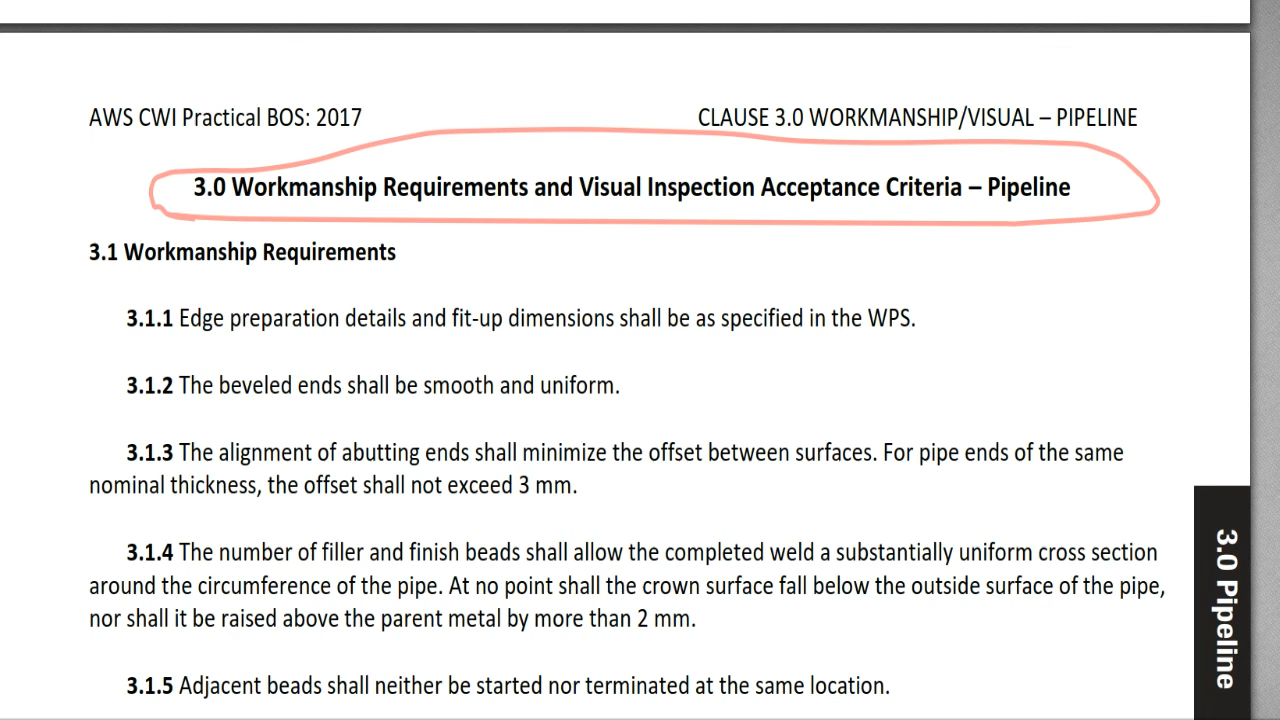 AWS CWI Practical BOS: 2017
CLAUSE 3.0 WORKMANSHIP/VISUAL – PIPELINE
3.0 Workmanship Requirements and Visual Inspection Acceptance Criteria – Pipeline
3.1 Workmanship Requirements
3.1.1 Edge preparation details and fit-up dimensions shall be as specified in the WPS.
3.1.2 The beveled ends shall be smooth and uniform.
3.1.3 The alignment of abutting ends shall minimize the offset between surfaces. For pipe ends of the same
nominal thickness, the offset shall not exceed 3 mm.
3.1.4 The number of filler and finish beads shall allow the completed weld a substantially uniform cross section
around the circumference of the pipe. At no point shall the crown surface fall below the outside surface of the pipe,
nor shall it be raised above the parent metal by more than 2 mm.
3.1.5 Adjacent beads shall neither be started nor terminated at the same location.
3.0 Pipeline